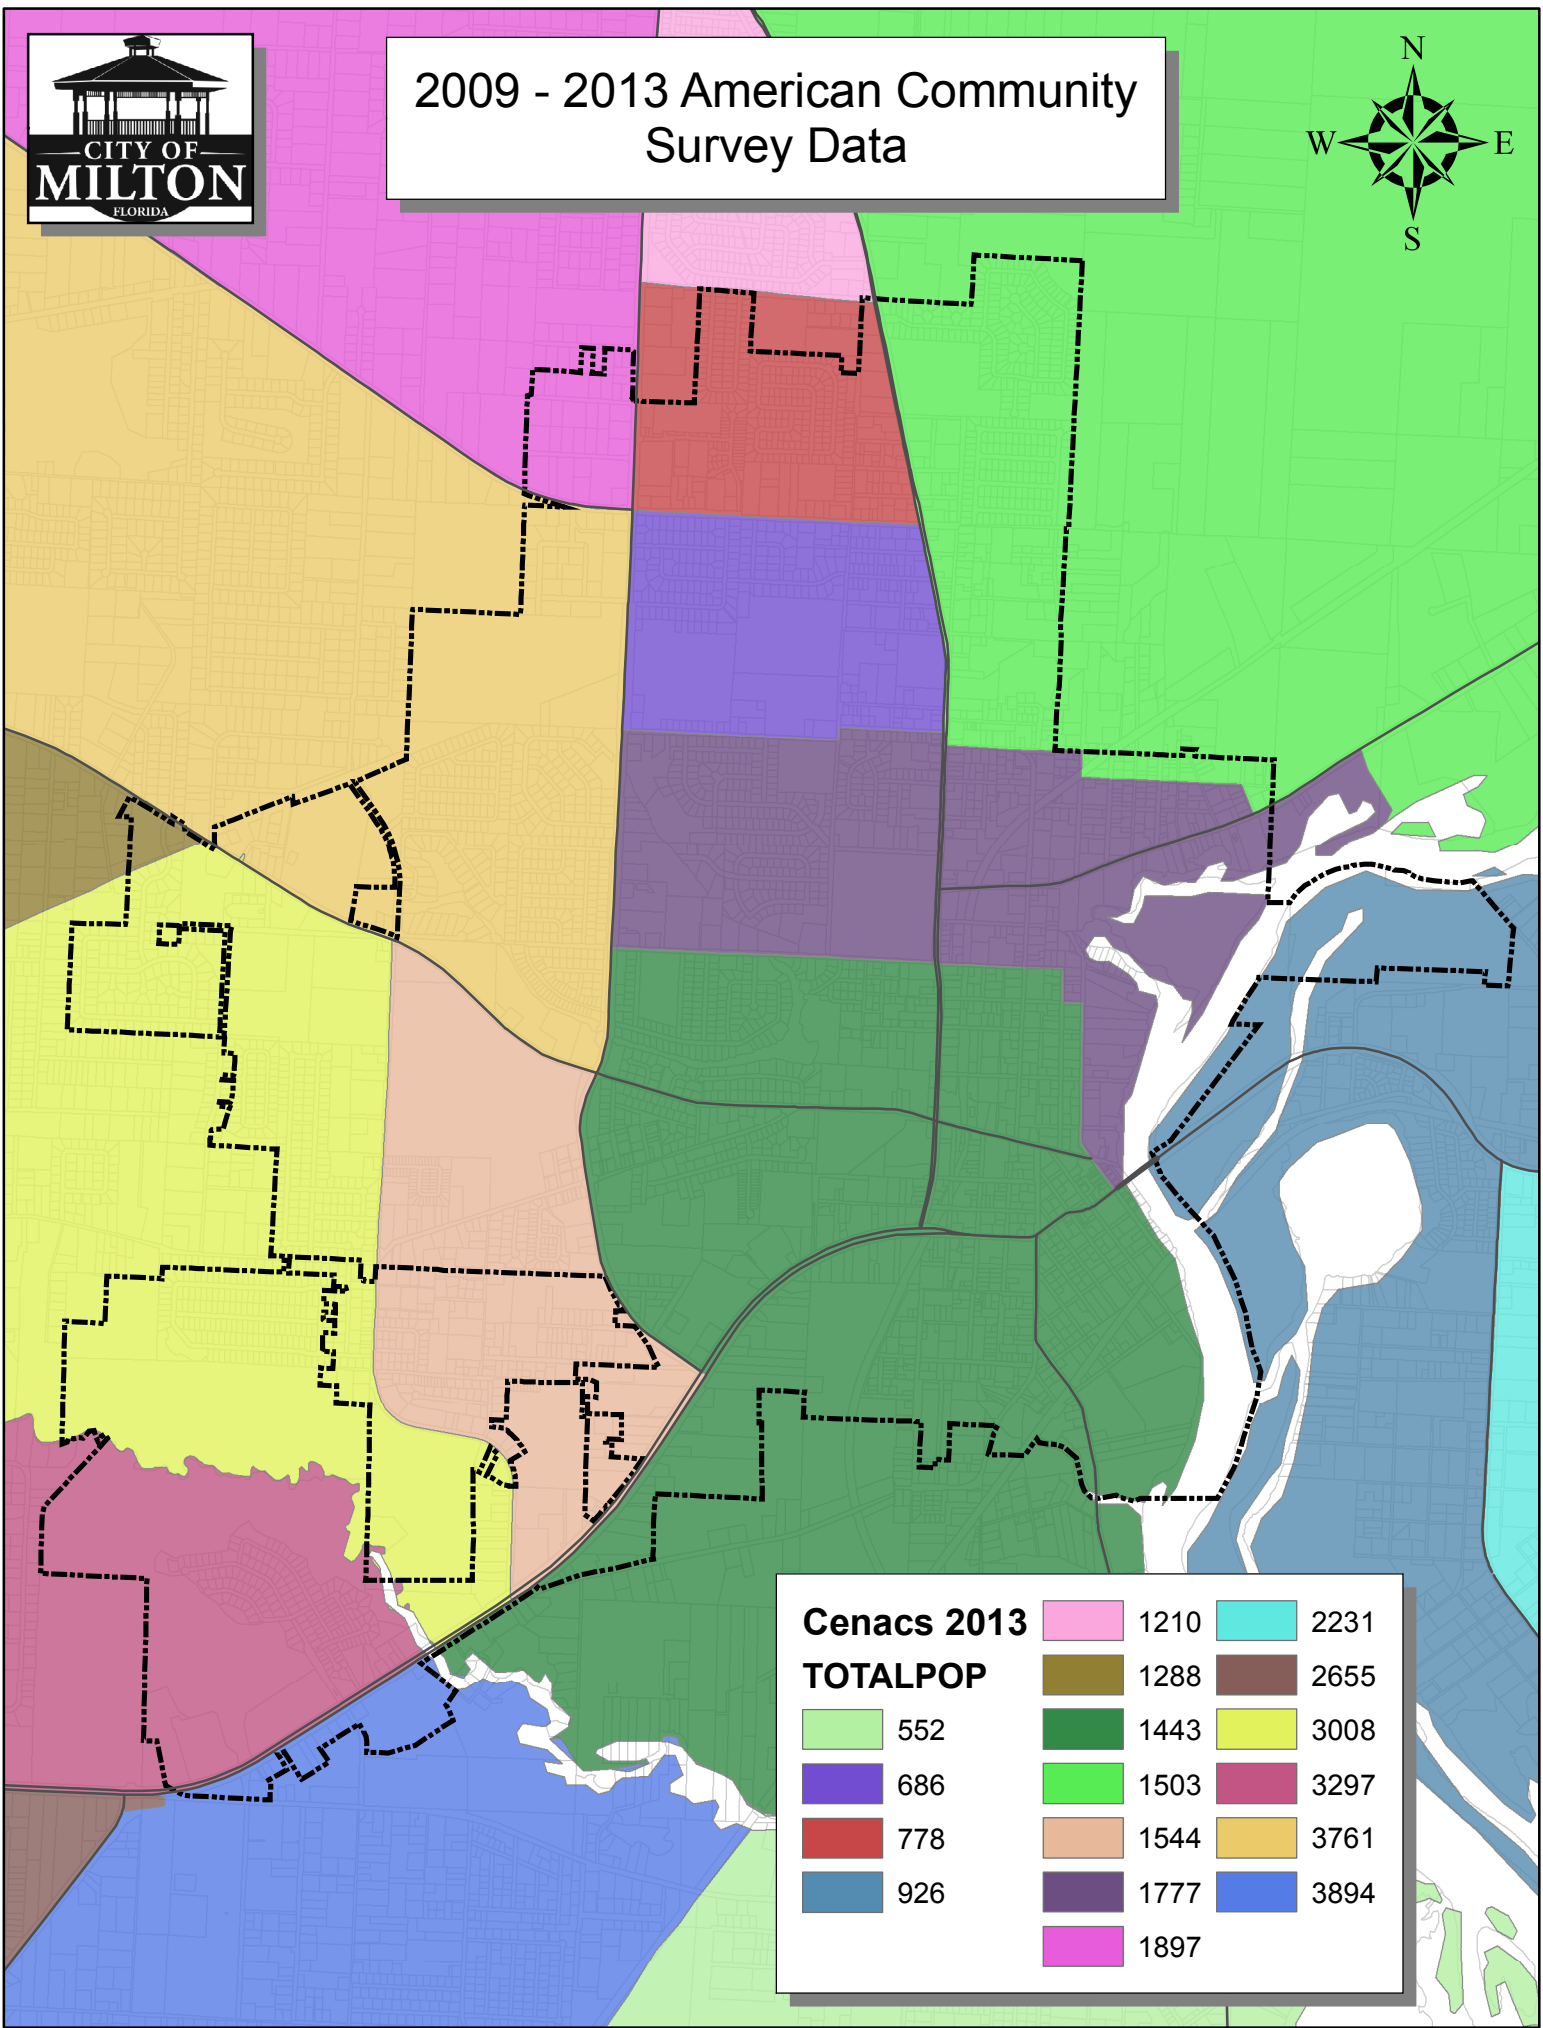 2009 - 2013 American Community
Survey Data
CITY OF
MILTON
FLORIDA
N
W
E
S
Cenacs 2013
TOTALPOP
552
686
778
926
1210
1288
1443
1503
1544
1777
1897
2231
2655
3008
3297
3761
3894